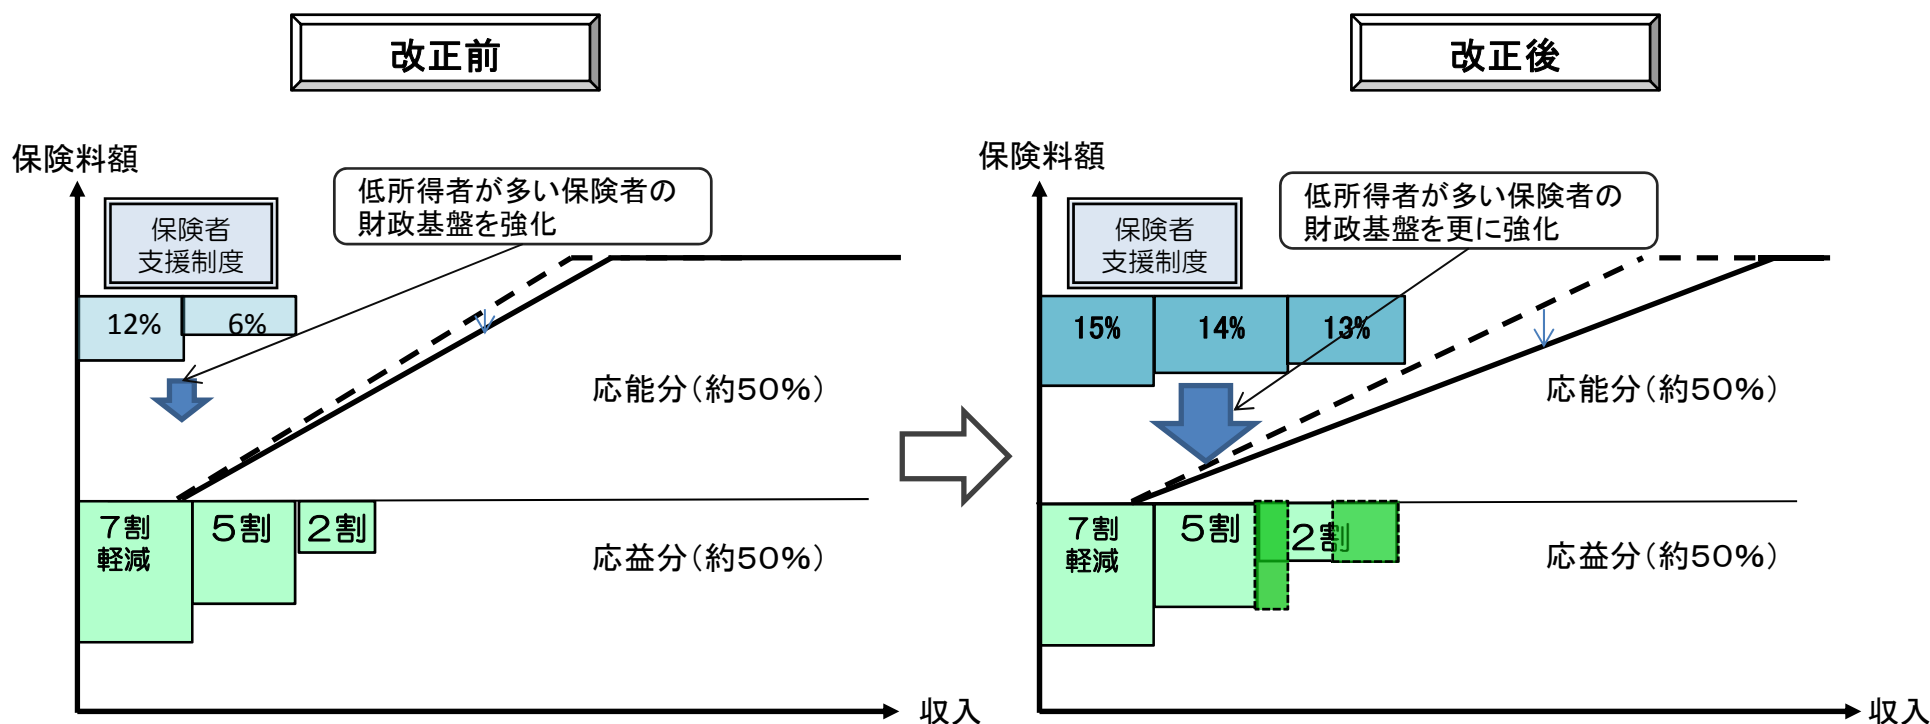 改正前
保険料額
低所得者が多い保険者の
財政基盤を強化
保険者
支援制度
12%
6%
応能分(約50%)
7割
軽減
5割
2割
応益分(約50%)
収入
改正後
保険料額
低所得者が多い保険者の
財政基盤を更に強化
保険者
支援制度
15%
14%
13%
応能分(約50%)
7割
軽減
5割
2割
応益分(約50%)
収入